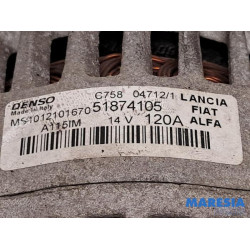 DENSO C758 04712/1 LANCIA
Made in Italy 51874105 FIAT
MS1012101670 ALFA
A115IM 14 V 120A
MARESIA